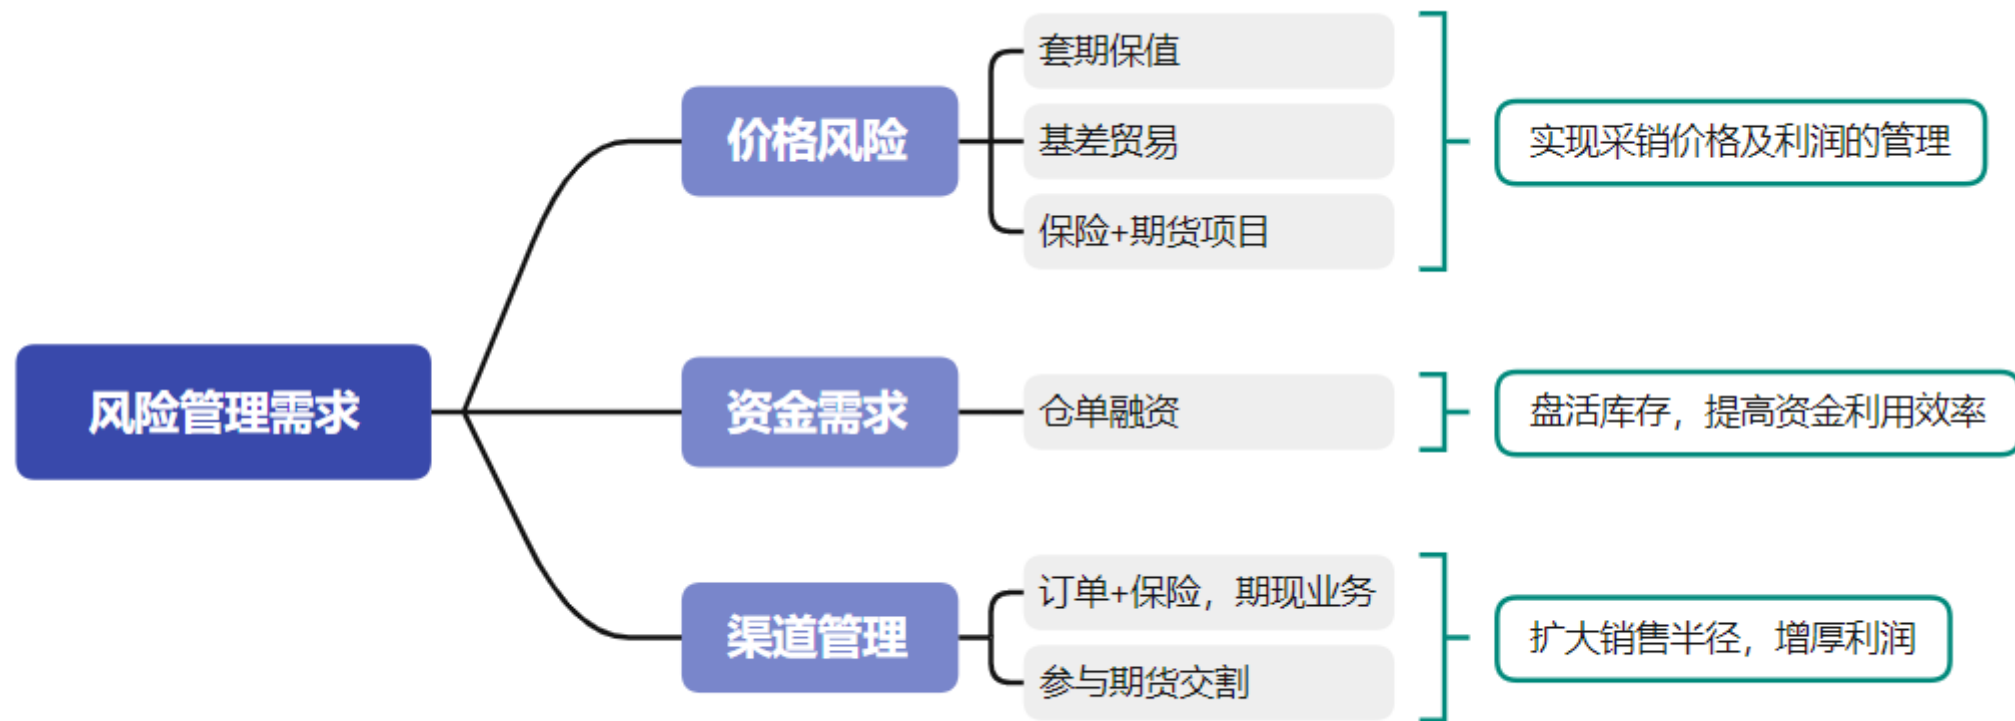 风险管理需求
价格风险
套期保值
基差贸易
保险+期货项目
实现采销价格及利润的管理
资金需求
仓单融资
盘活库存，提高资金利用效率
渠道管理
订单+保险，期现业务
参与期货交割
扩大销售半径，增厚利润